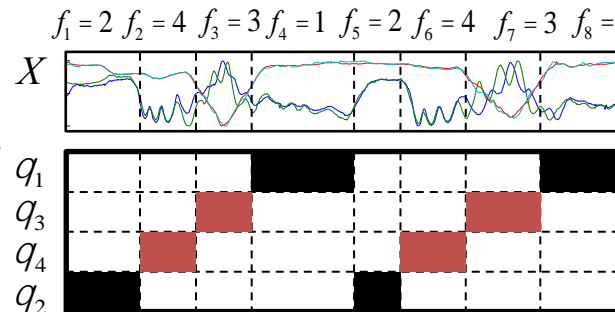 f₁ = 2 f₂ = 4 f₃ = 3 f₄ = 1 f₅ = 2 f₆ = 4 f₇ = 3 f₈ =
X
q₁
q₃
q₄
q₂